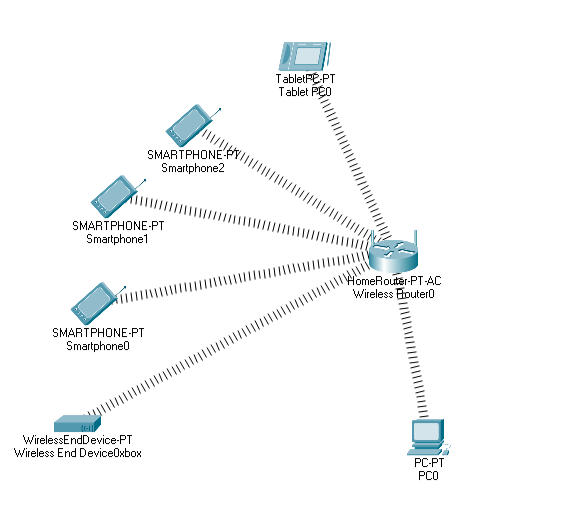 TabletPC-PT
Tablet PC0
SMARTPHONE-PT
Smartphone2
SMARTPHONE-PT
Smartphone1
HomeRouter-PT-AC
Wireless Router0
SMARTPHONE-PT
Smartphone0
WirelessEndDevice-PT
Wireless End Device0xbox
PC-PT
PC0